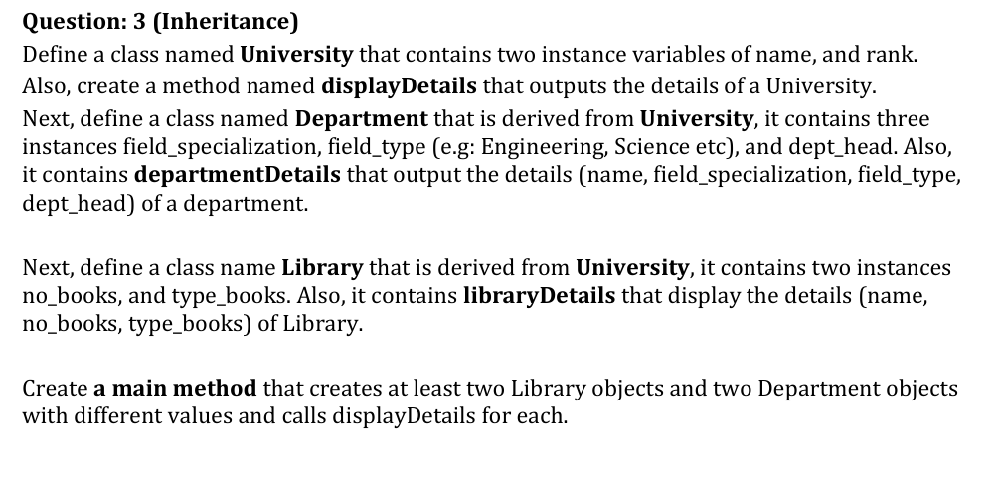 Question: 3 (Inheritance)
Define a class named University that contains two instance variables of name, and rank.
Also, create a method named displayDetails that outputs the details of a University.
Next, define a class named Department that is derived from University, it contains three
instances field_specialization, field_type (e.g: Engineering, Science etc), and dept_head. Also,
it contains departmentDetails that output the details (name, field_specialization, field_type,
dept_head) of a department.
Next, define a class name Library that is derived from University, it contains two instances
no_books, and type_books. Also, it contains libraryDetails that display the details (name,
no_books, type_books) of Library.
Create a main method that creates at least two Library objects and two Department objects
with different values and calls displayDetails for each.